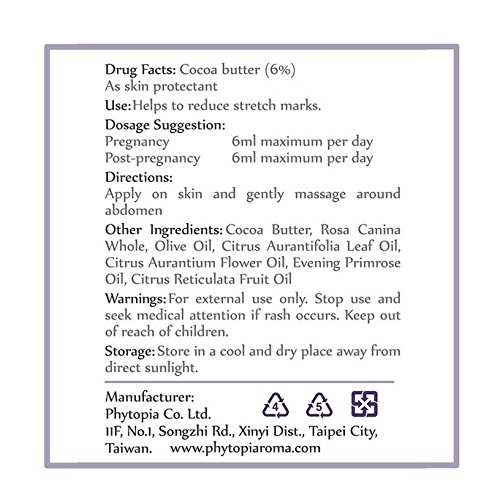 Drug Facts: Cocoa butter (6%)
As skin protectant
Use:Helps to reduce stretch marks.
Dosage Suggestion:
Pregnancy 6ml maximum per day
Post-pregnancy 6ml maximum per day
Directions:
Apply on skin and gently massage around
abdomen
Other Ingredients: Cocoa Butter, Rosa Canina
Whole, Olive Oil, Citrus Aurantifolia Leaf Oil,
Citrus Aurantium Flower Oil, Evening Primrose
Oil, Citrus Reticulata Fruit Oil
Warnings:For external use only. Stop use and
seek medical attention if rash occurs. Keep out
of reach of children.
Storage:Store in a cool and dry place away from
direct sunlight.
Manufacturer:
Phytopia Co. Ltd.
4 5
11F, No.1, Songzhi Rd., Xinyi Dist., Taipei City,
Taiwan. www.phytopiaroma.com